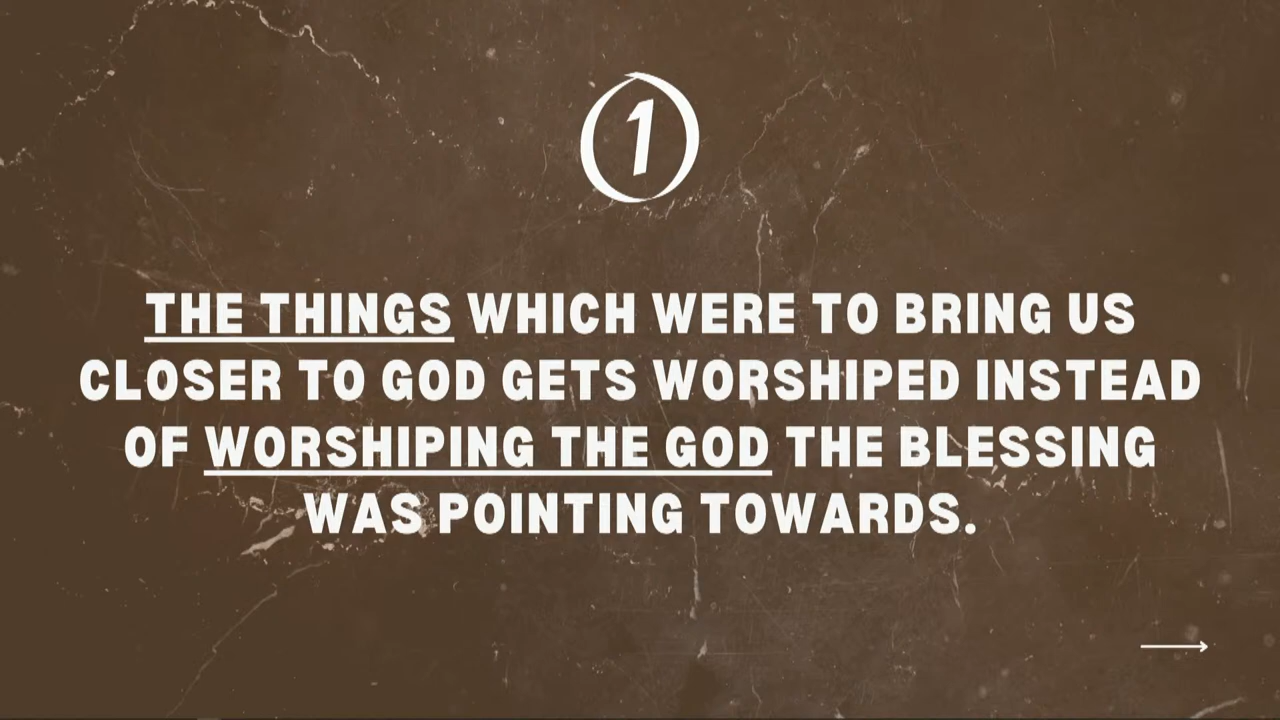 1
THE THINGS WHICH WERE TO BRING US
CLOSER TO GOD GETS WORSHIPED INSTEAD
OF WORSHIPING THE GOD THE BLESSING
WAS POINTING TOWARDS.